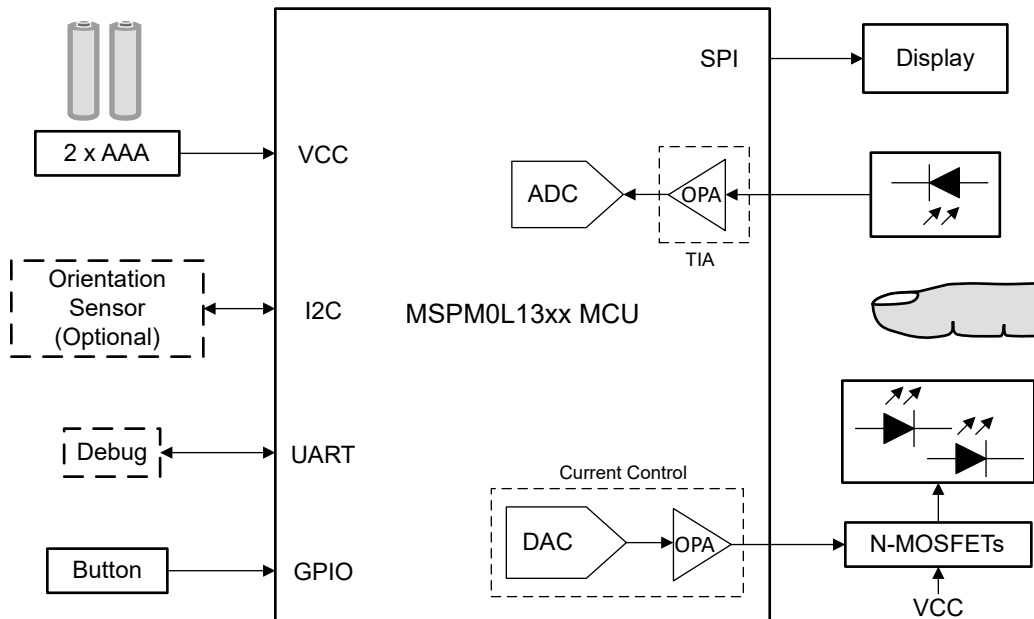 SPI
Display
2 x AAA
VCC
ADC
OPA
TIA
Orientation
Sensor
(Optional)
I2C
MSPM0L13xx MCU
Debug
UART
Current Control
DAC
OPA
N-MOSFETs
Button
GPIO
VCC